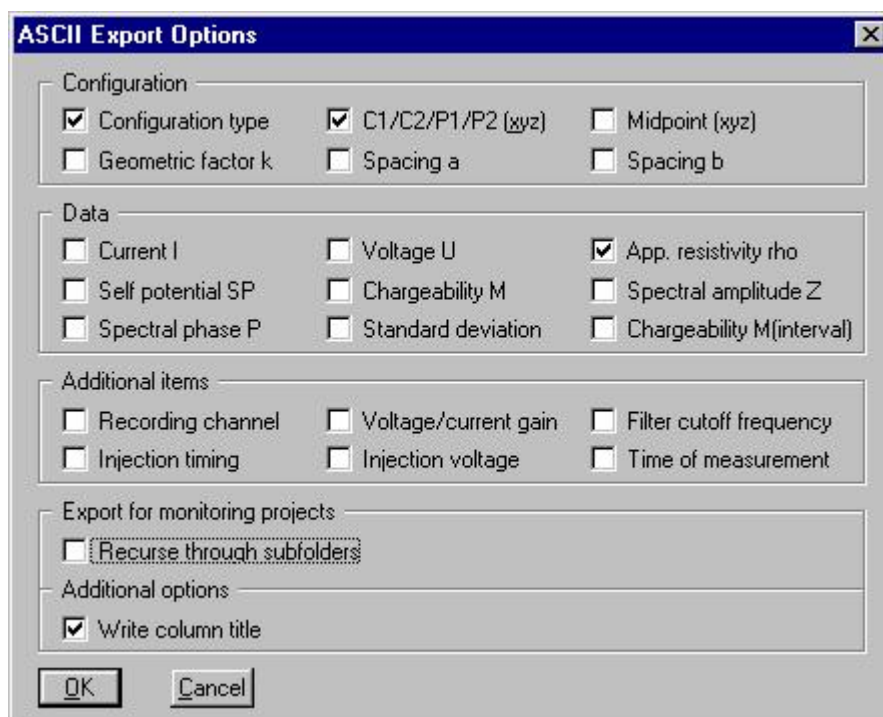 ASCII Export Options
Configuration
Configuration type C1/C2/P1/P2 (xyz) Midpoint (xyz)
Geometric factor k Spacing a Spacing b
Data
Current I Voltage U App. resistivity rho
Self potential SP Chargeability M Spectral amplitude Z
Spectral phase P Standard deviation Chargeability M(interval)
Additional items
Recording channel Voltage/current gain Filter cutoff frequency
Injection timing Injection voltage Time of measurement
Export for monitoring projects
Recurse through subfolders
Additional options
Write column title
OK Cancel